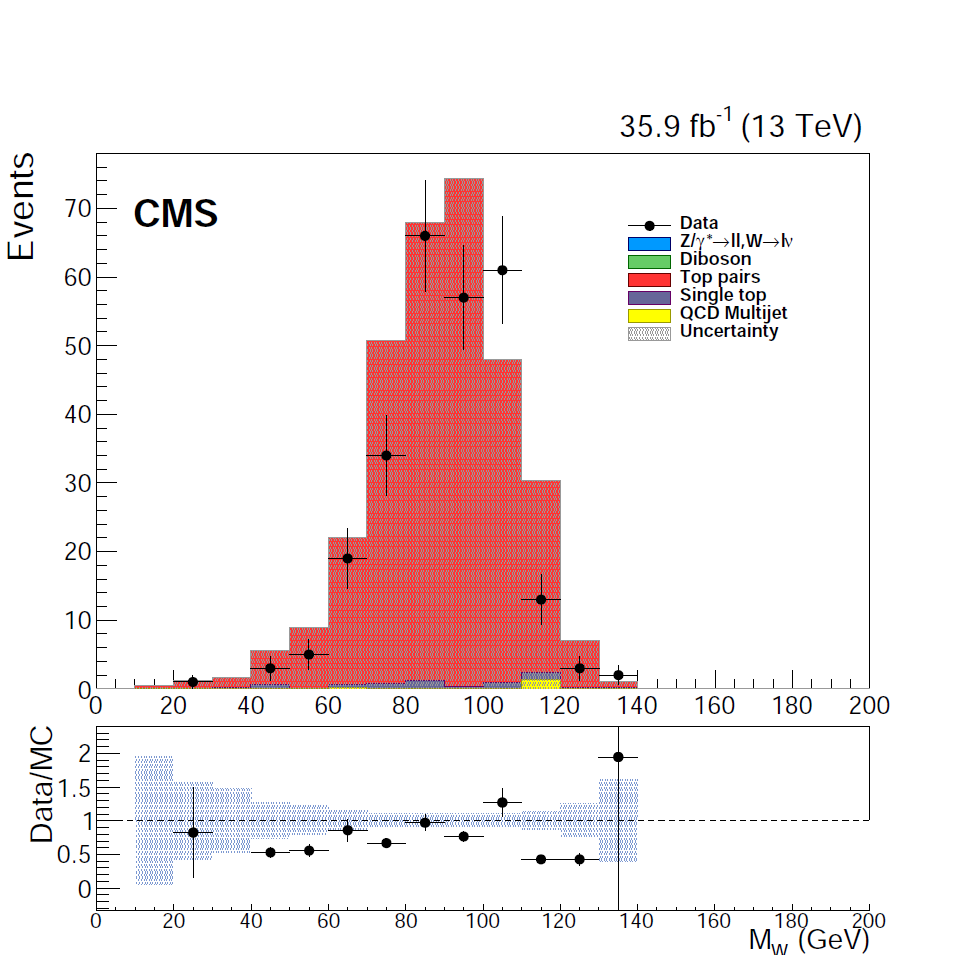 35.9 fb⁻¹ (13 TeV)
Events
CMS
70
60
50
40
30
20
10
0
Data
Z/γ*→ll,W→lν
Diboson
Top pairs
Single top
QCD Multijet
Uncertainty
0 20 40 60 80 100 120 140 160 180 200
Data/MC
2
1.5
1
0.5
0
0 20 40 60 80 100 120 140 160 180 200
M_W (GeV)